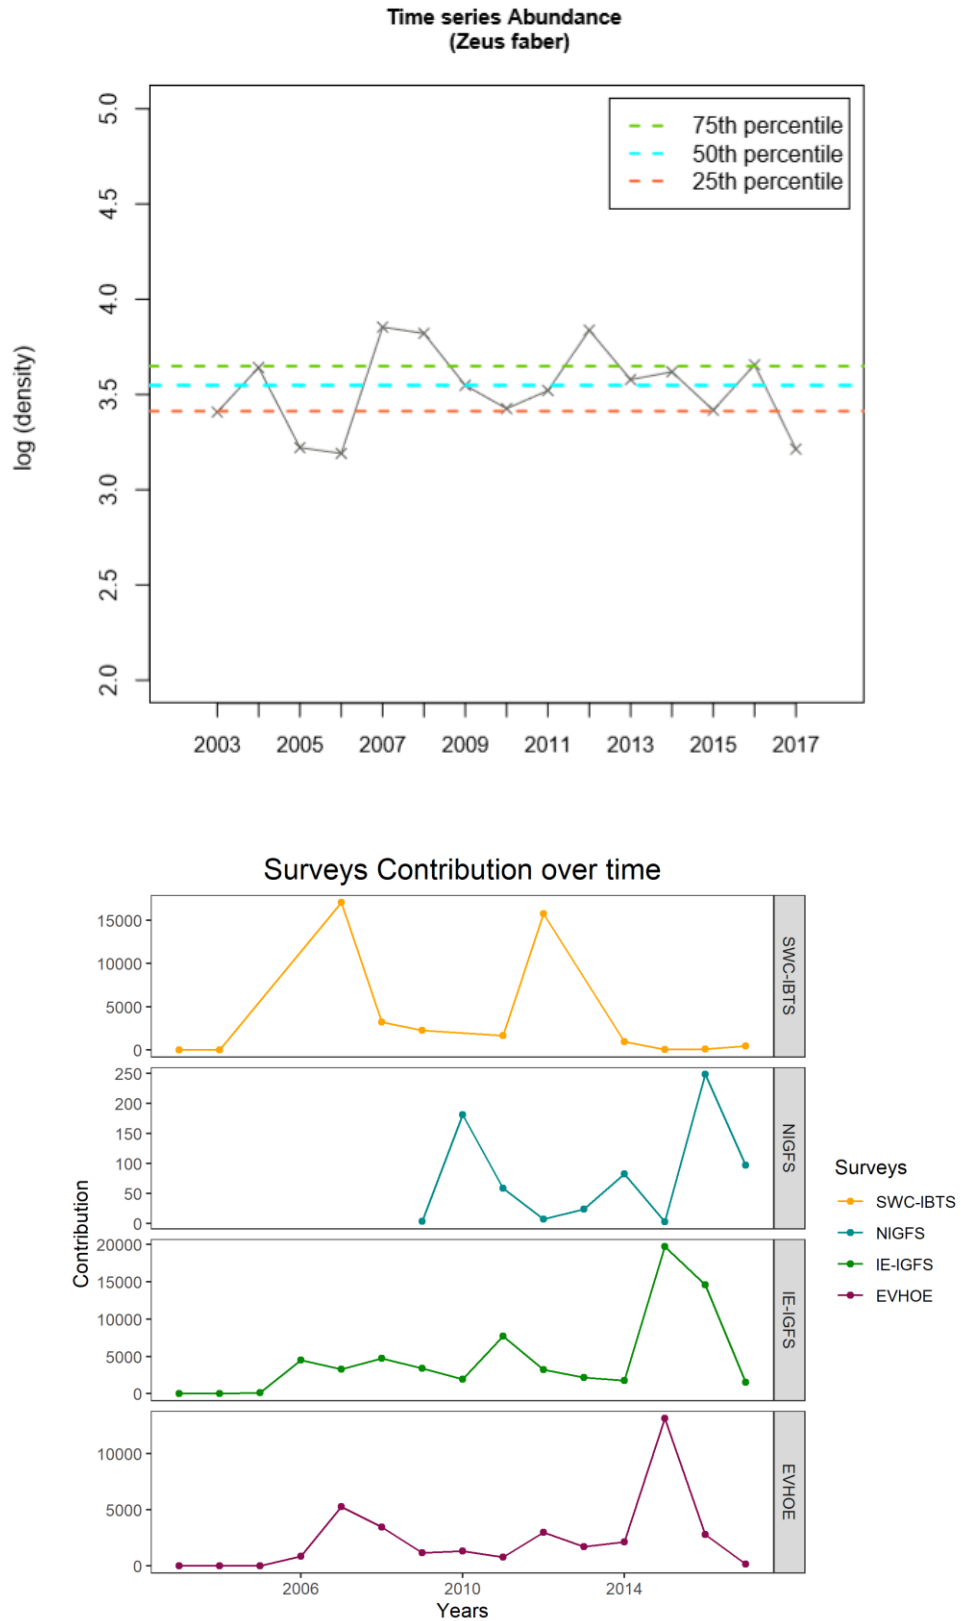 Time series Abundance
(Zeus faber)
75th percentile
50th percentile
25th percentile
5.0
4.5
4.0
3.5
3.0
2.5
2.0
log (density)
2003 2005 2007 2009 2011 2013 2015 2017
Surveys Contribution over time
15000
10000
5000
0
SWC-IBTS
250
200
150
100
50
0
NIGFS
20000
15000
10000
5000
0
IE-IGFS
10000
5000
0
EVHOE
Contribution
2006 2010 2014
Years
Surveys
SWC-IBTS
NIGFS
IE-IGFS
EVHOE